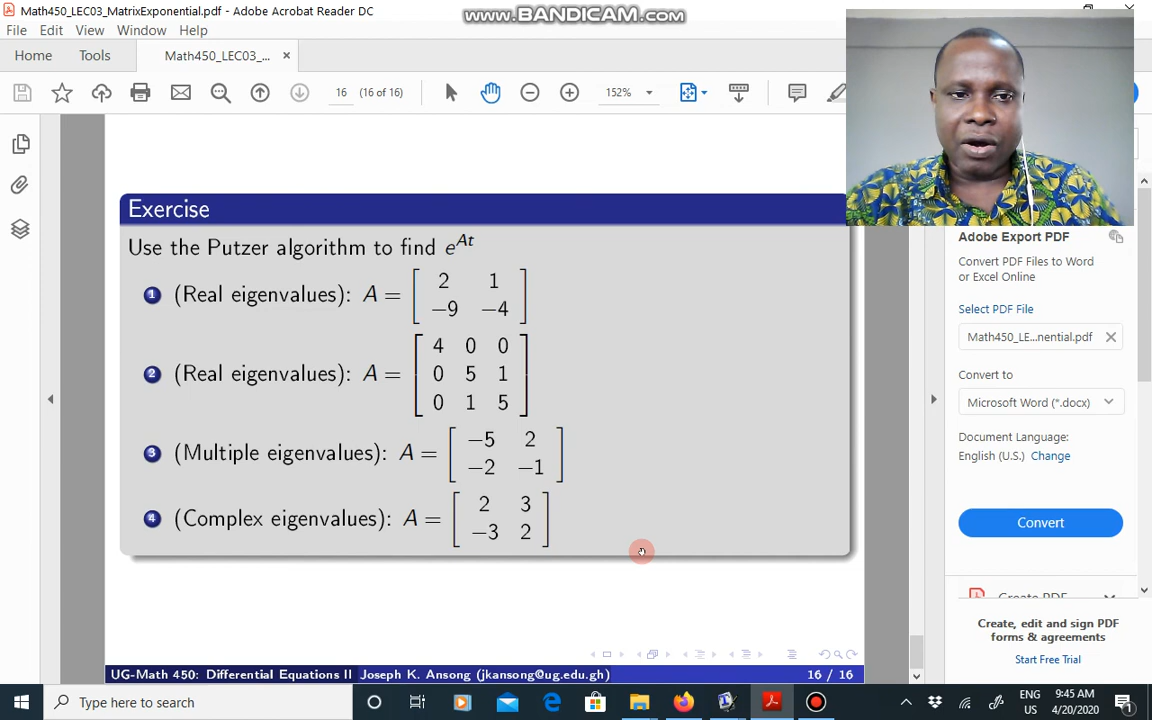 Math450_LEC03_MatrixExponential.pdf - Adobe Acrobat Reader DC
www.BANDICAM.com
File Edit View Window Help
Home Tools Math450_LEC03_... ×
16 (16 of 16) 152%
Exercise
Use the Putzer algorithm to find e^{At}
1 (Real eigenvalues): A = [ 2 1
−9 −4 ]
2 (Real eigenvalues): A = [ 4 0 0
0 5 1
0 1 5 ]
3 (Multiple eigenvalues): A = [ −5 2
−2 −1 ]
4 (Complex eigenvalues): A = [ 2 3
−3 2 ]
UG-Math 450: Differential Equations II Joseph K. Ansong (jkansong@ug.edu.gh) 16 / 16
Adobe Export PDF
Convert PDF Files to Word
or Excel Online
Select PDF File
Math450_LE...nential.pdf ×
Convert to
Microsoft Word (*.docx)
Document Language:
English (U.S.) Change
Convert
Create PDF
Create, edit and sign PDF
forms & agreements
Start Free Trial
Type here to search
ENG
US
9:45 AM
4/20/2020
1